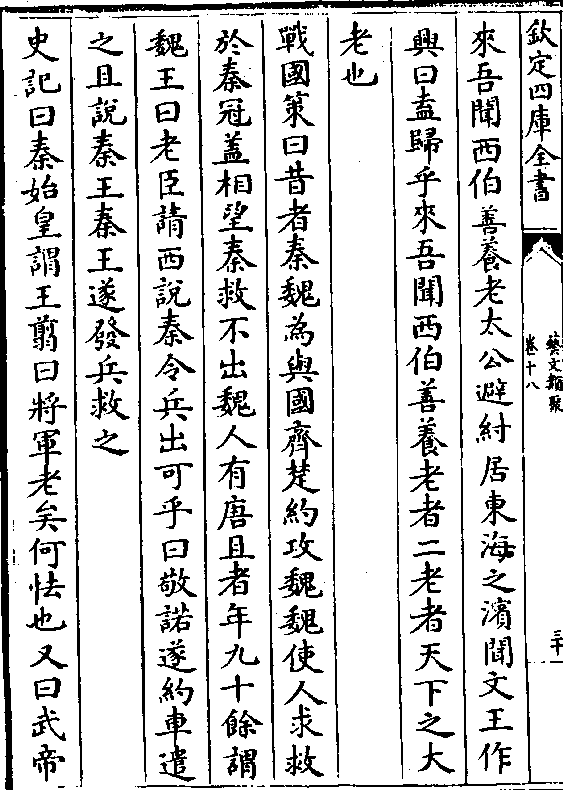 欽定四庫全書
藝文類聚
卷十八
三十
來吾聞西伯善養老太公避紂居東海之濱聞文王作
興曰盍歸乎來吾聞西伯善養老者二老者天下之大
老也
戰國策曰昔者秦魏為與國齊楚約攻魏魏使人求救
於秦冠蓋相望秦救不出魏人有唐且者年九十餘謂
魏王曰老臣請西說秦令兵出可乎曰敬諾遂約車遣
之且說秦王秦王遂發兵救之
史記曰秦始皇謂王翦曰將軍老矣何怯也又曰武帝